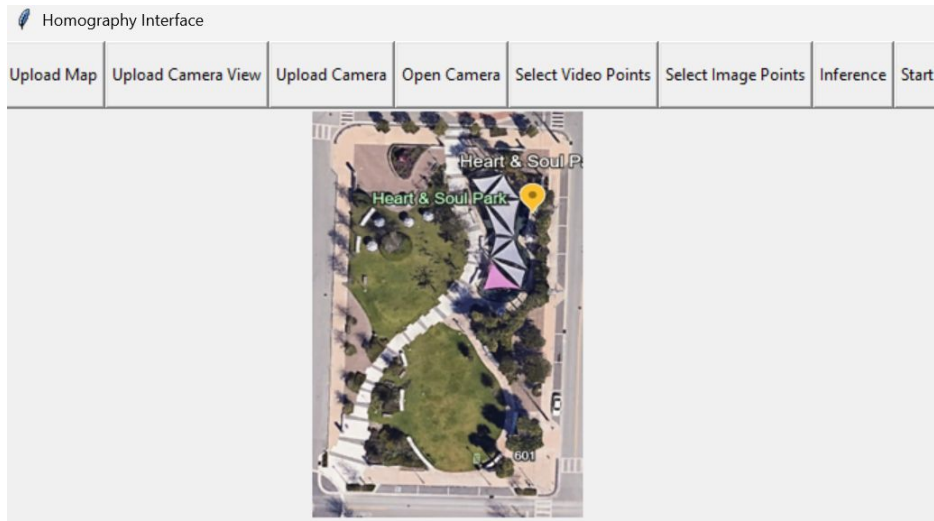 Homography Interface
Upload Map Upload Camera View Upload Camera Open Camera Select Video Points Select Image Points Inference Start
Heart & Soul P
Heart & Soul Park
601